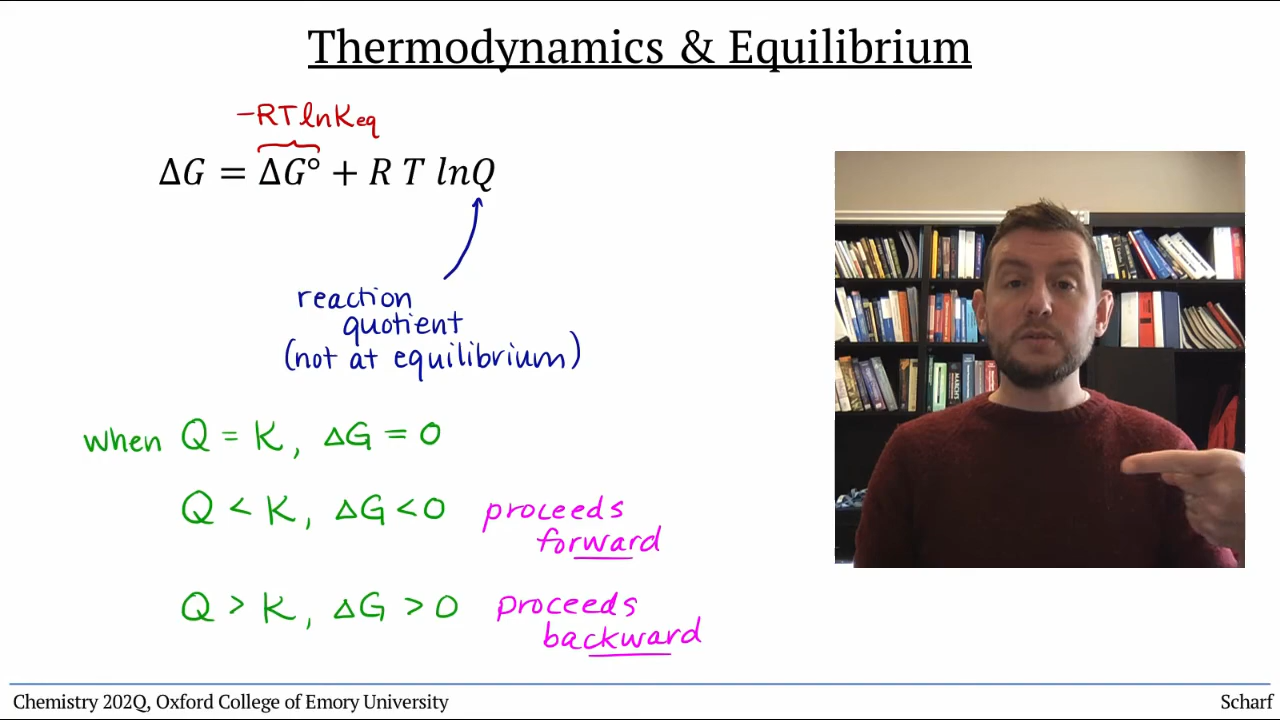 Thermodynamics & Equilibrium
-RTlnKeq
ΔG = ΔG° + R T lnQ
reaction
quotient
(not at equilibrium)
when Q = K, ΔG = 0
Q < K, ΔG < 0 proceeds
forward
Q > K, ΔG > 0 proceeds
backward
Chemistry 202Q, Oxford College of Emory University
Scharf